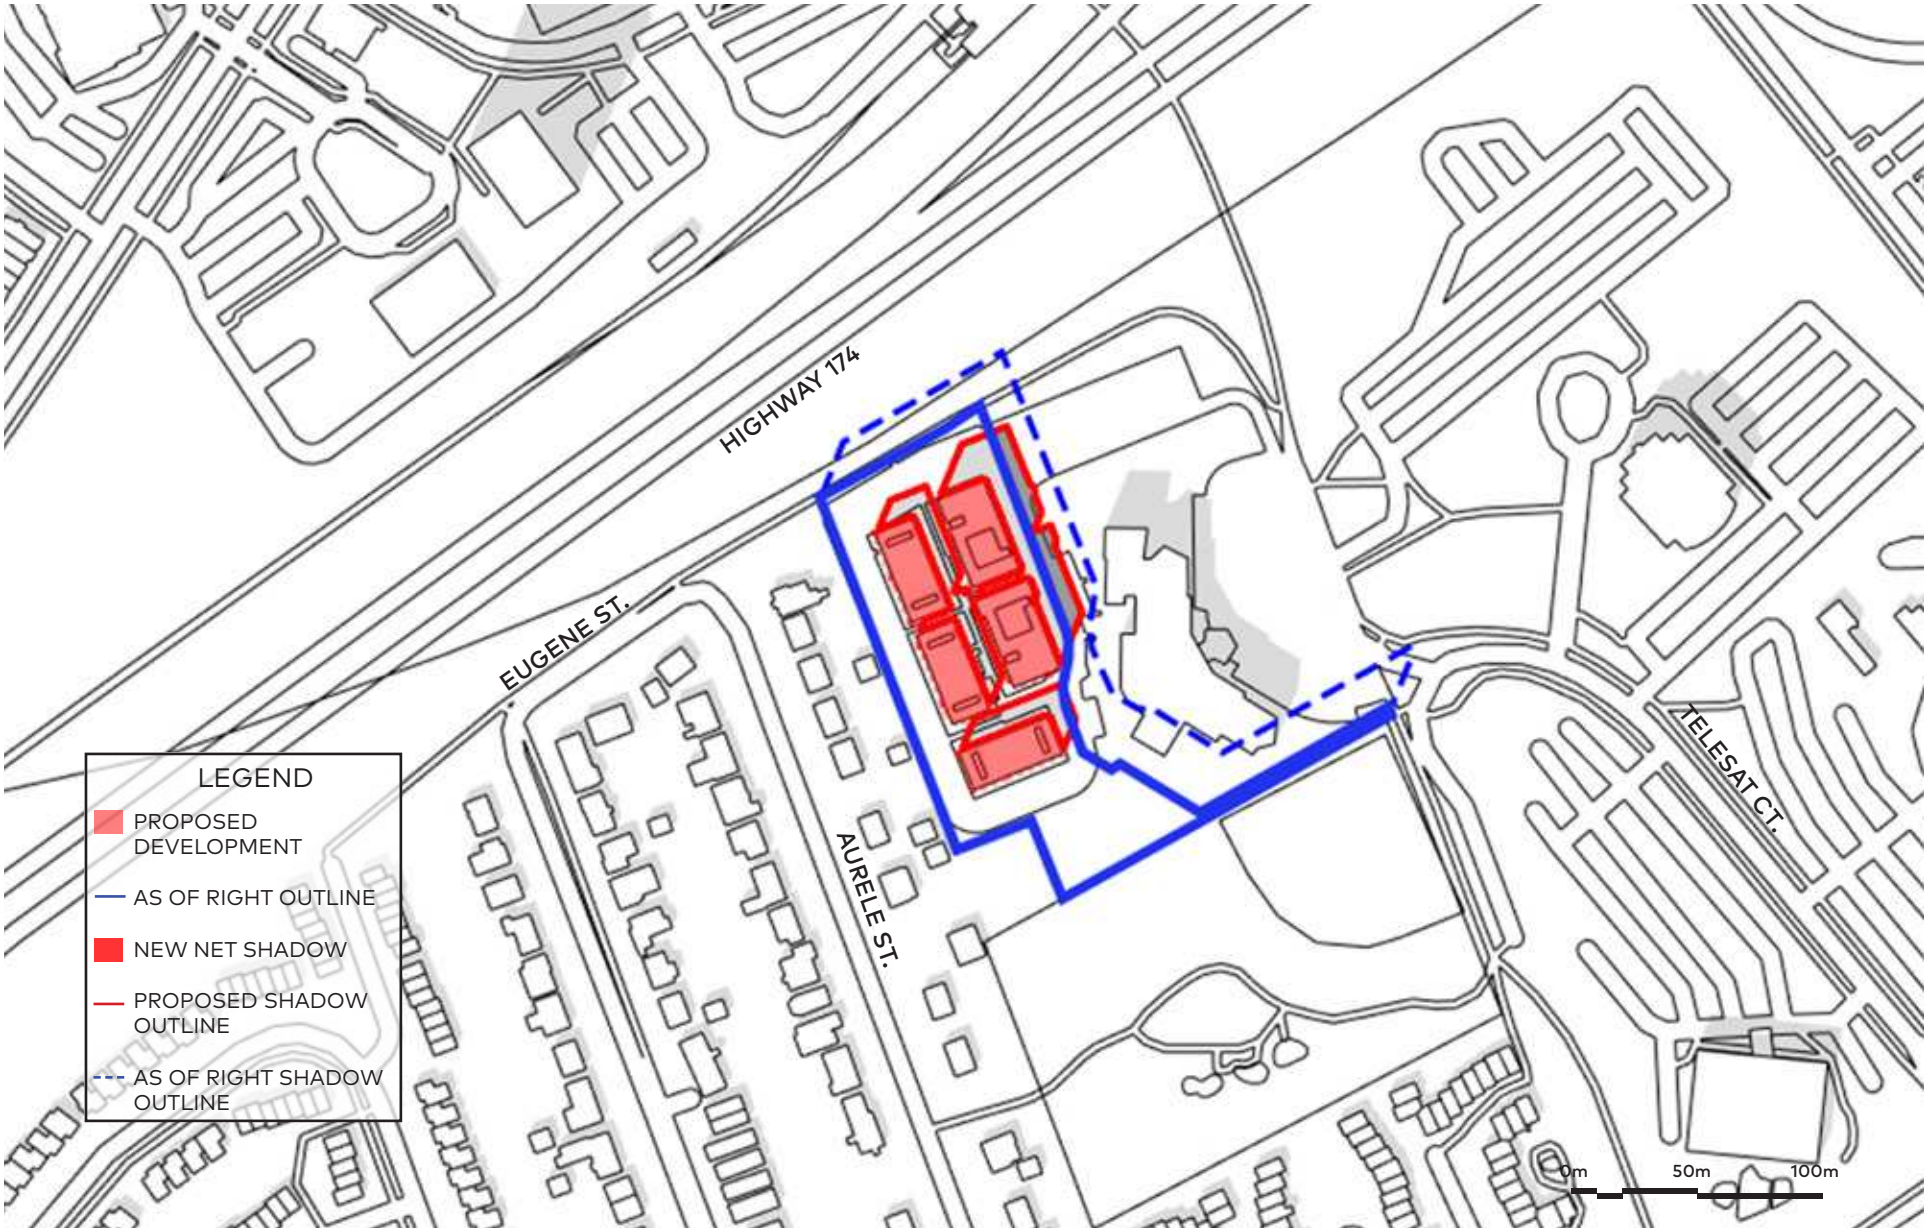 HIGHWAY 174
EUGENE ST.
AURELE ST.
TELESAT CT.
LEGEND
PROPOSED
DEVELOPMENT
AS OF RIGHT OUTLINE
NEW NET SHADOW
PROPOSED SHADOW
OUTLINE
AS OF RIGHT SHADOW
OUTLINE
0m 50m 100m